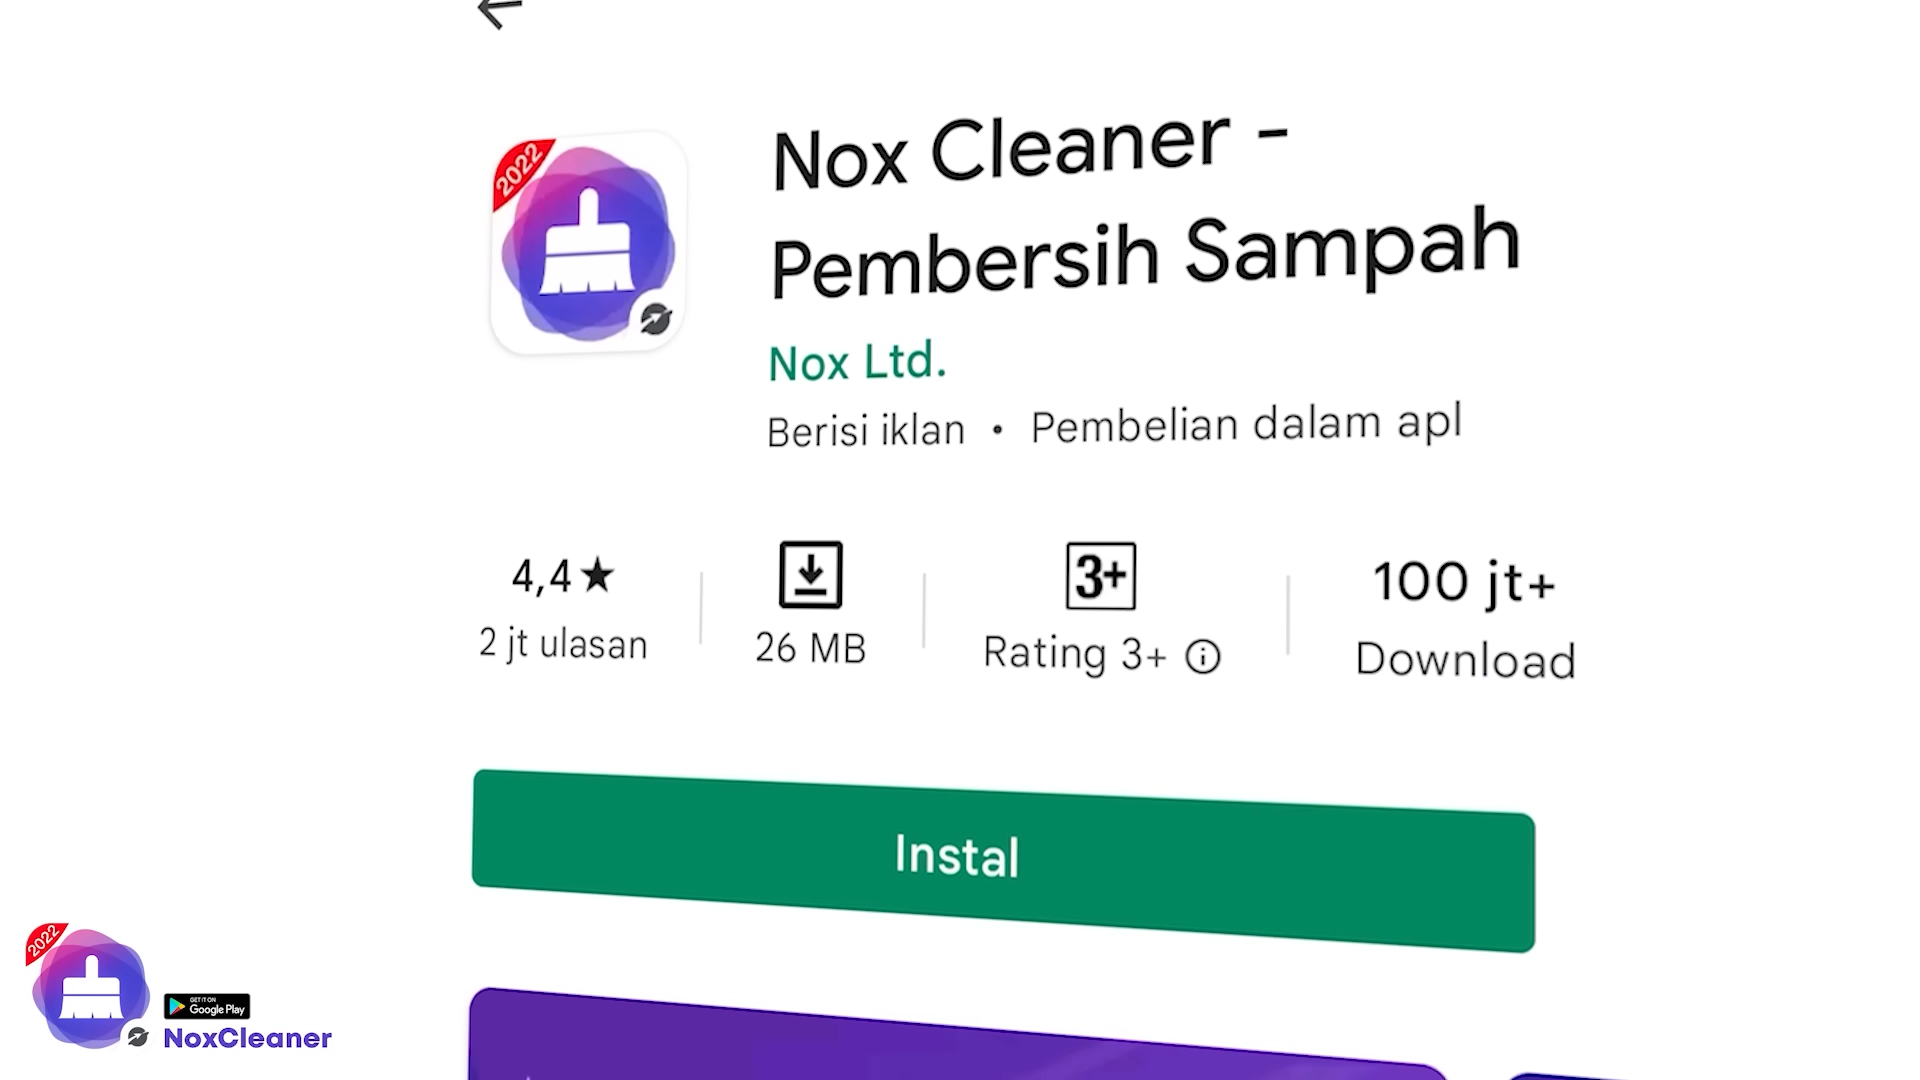 2022
Nox Cleaner -
Pembersih Sampah
Nox Ltd.
Berisi iklan • Pembelian dalam apl
4,4★
2 jt ulasan
26 MB
3+
Rating 3+
100 jt+
Download
Instal
2022
GET IT ON
Google Play
NoxCleaner